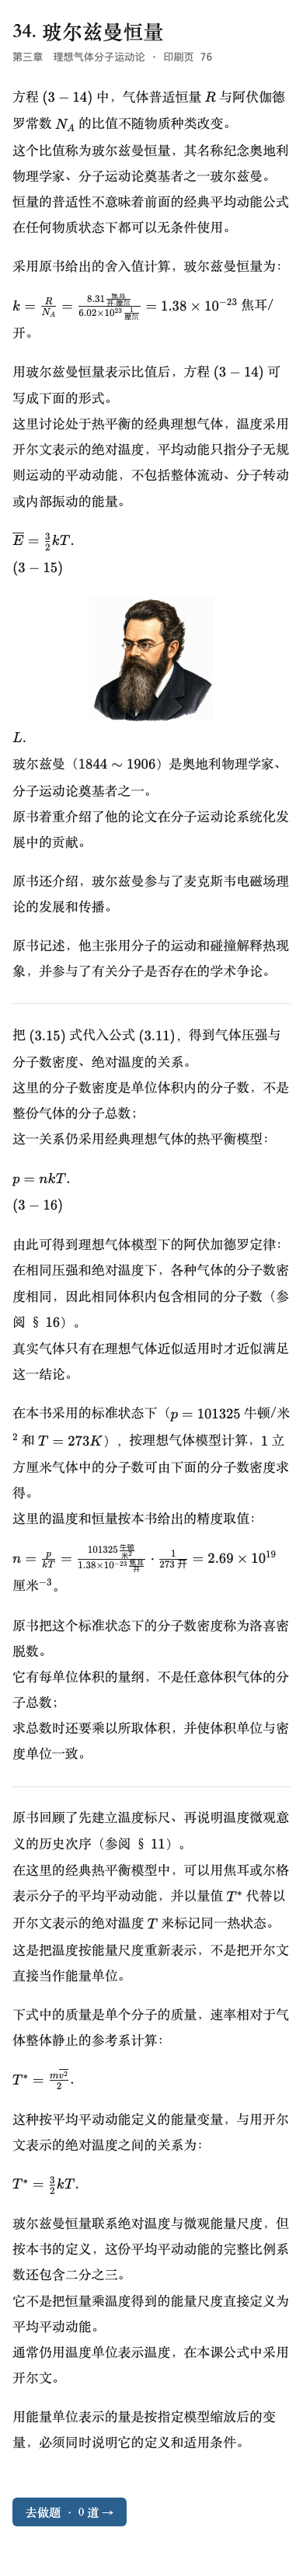 34. 玻尔兹曼恒量
第三章 理想气体分子运动论 · 印刷页 76
方程 (3 − 14) 中，气体普适恒量 R 与阿伏伽德
罗常数 N_A 的比值不随物质种类改变。
这个比值称为玻尔兹曼恒量，其名称纪念奥地利
物理学家、分子运动论奠基者之一玻尔兹曼。
恒量的普适性不意味着前面的经典平均动能公式
在任何物质状态下都可以无条件使用。
采用原书给出的舍入值计算，玻尔兹曼恒量为：
k = R/N_A = 8.31 焦耳/开·摩尔 / 6.02×10²³ 1/摩尔 = 1.38 × 10⁻²³ 焦耳/
开。
用玻尔兹曼恒量表示比值后，方程 (3 − 14) 可
写成下面的形式。
这里讨论处于热平衡的经典理想气体，温度采用
开尔文表示的绝对温度，平均动能只指分子无规
则运动的平动动能，不包括整体流动、分子转动
或内部振动的能量。
E̅ = 3/2 kT.
(3 − 15)
L.
玻尔兹曼（1844 ∼ 1906）是奥地利物理学家、
分子运动论奠基者之一。
原书着重介绍了他的论文在分子运动论系统化发
展中的贡献。
原书还介绍，玻尔兹曼参与了麦克斯韦电磁场理
论的发展和传播。
原书记述，他主张用分子的运动和碰撞解释热现
象，并参与了有关分子是否存在的学术争论。
把 (3.15) 式代入公式 (3.11)，得到气体压强与
分子数密度、绝对温度的关系。
这里的分子数密度是单位体积内的分子数，不是
整份气体的分子总数；
这一关系仍采用经典理想气体的热平衡模型：
p = nkT.
(3 − 16)
由此可得到理想气体模型下的阿伏加德罗定律：
在相同压强和绝对温度下，各种气体的分子数密
度相同，因此相同体积内包含相同的分子数（参
阅 § 16）。
真实气体只有在理想气体近似适用时才近似满足
这一结论。
在本书采用的标准状态下（p = 101325 牛顿/米
² 和 T = 273K），按理想气体模型计算，1 立
方厘米气体中的分子数可由下面的分子数密度求
得。
这里的温度和恒量按本书给出的精度取值：
n = p/kT = 101325 牛顿/米² / 1.38×10⁻²³ 焦耳/开 · 1/273 开 = 2.69 × 10¹⁹
厘米⁻³。
原书把这个标准状态下的分子数密度称为洛喜密
脱数。
它有每单位体积的量纲，不是任意体积气体的分
子总数；
求总数时还要乘以所取体积，并使体积单位与密
度单位一致。
原书回顾了先建立温度标尺、再说明温度微观意
义的历史次序（参阅 § 11）。
在这里的经典热平衡模型中，可以用焦耳或尔格
表示分子的平均平动动能，并以量值 T* 代替以
开尔文表示的绝对温度 T 来标记同一热状态。
这是把温度按能量尺度重新表示，不是把开尔文
直接当作能量单位。
下式中的质量是单个分子的质量，速率相对于气
体整体静止的参考系计算：
T* = mv̅²/2.
这种按平均平动动能定义的能量变量，与用开尔
文表示的绝对温度之间的关系为：
T* = 3/2 kT.
玻尔兹曼恒量联系绝对温度与微观能量尺度，但
按本书的定义，这份平均平动动能的完整比例系
数还包含二分之三。
它不是把恒量乘温度得到的能量尺度直接定义为
平均平动动能。
通常仍用温度单位表示温度，在本课公式中采用
开尔文。
用能量单位表示的量是按指定模型缩放后的变
量，必须同时说明它的定义和适用条件。
去做题 · 0 道 →